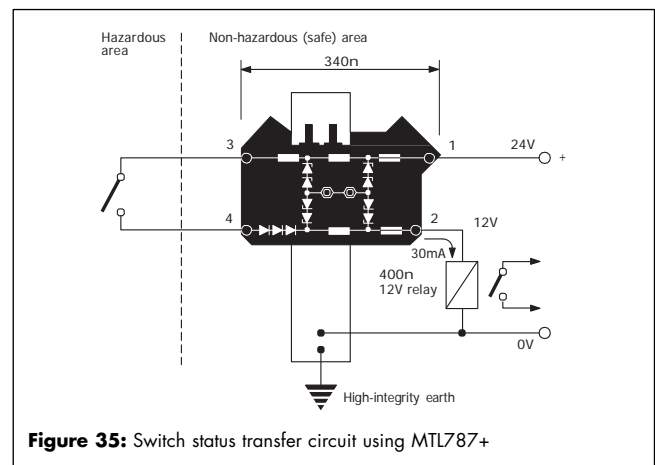 Hazardous
area
Non-hazardous (safe) area
340n
3
1
24V
+
4
2
12V
30mA
400n
12V relay
0V
High-integrity earth
Figure 35: Switch status transfer circuit using MTL787+